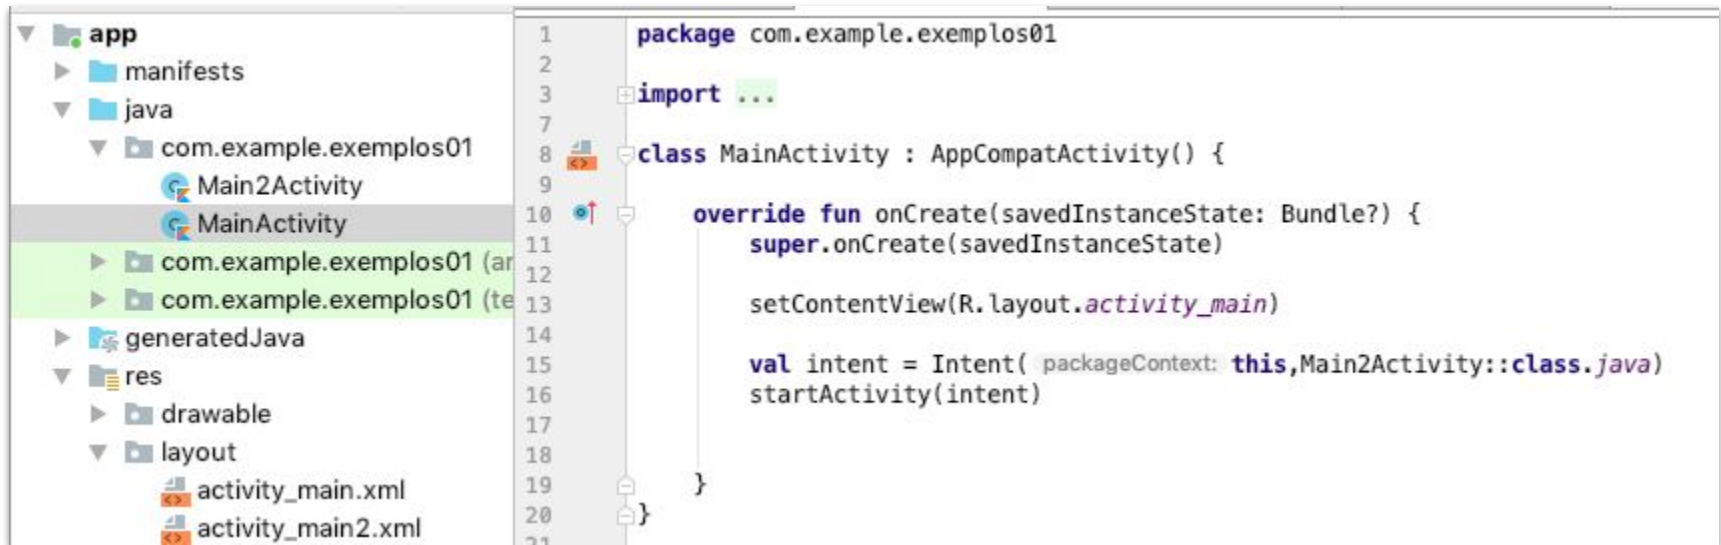 app
manifests
java
com.example.exemplos01
Main2Activity
MainActivity
com.example.exemplos01 (ar
com.example.exemplos01 (te
generatedJava
res
drawable
layout
activity_main.xml
activity_main2.xml
1 package com.example.exemplos01
2
3 import ...
7
8 class MainActivity : AppCompatActivity() {
9
10 override fun onCreate(savedInstanceState: Bundle?) {
11 super.onCreate(savedInstanceState)
12
13 setContentView(R.layout.activity_main)
14
15 val intent = Intent( packageContext: this,Main2Activity::class.java)
16 startActivity(intent)
17
18
19 }
20 }
21